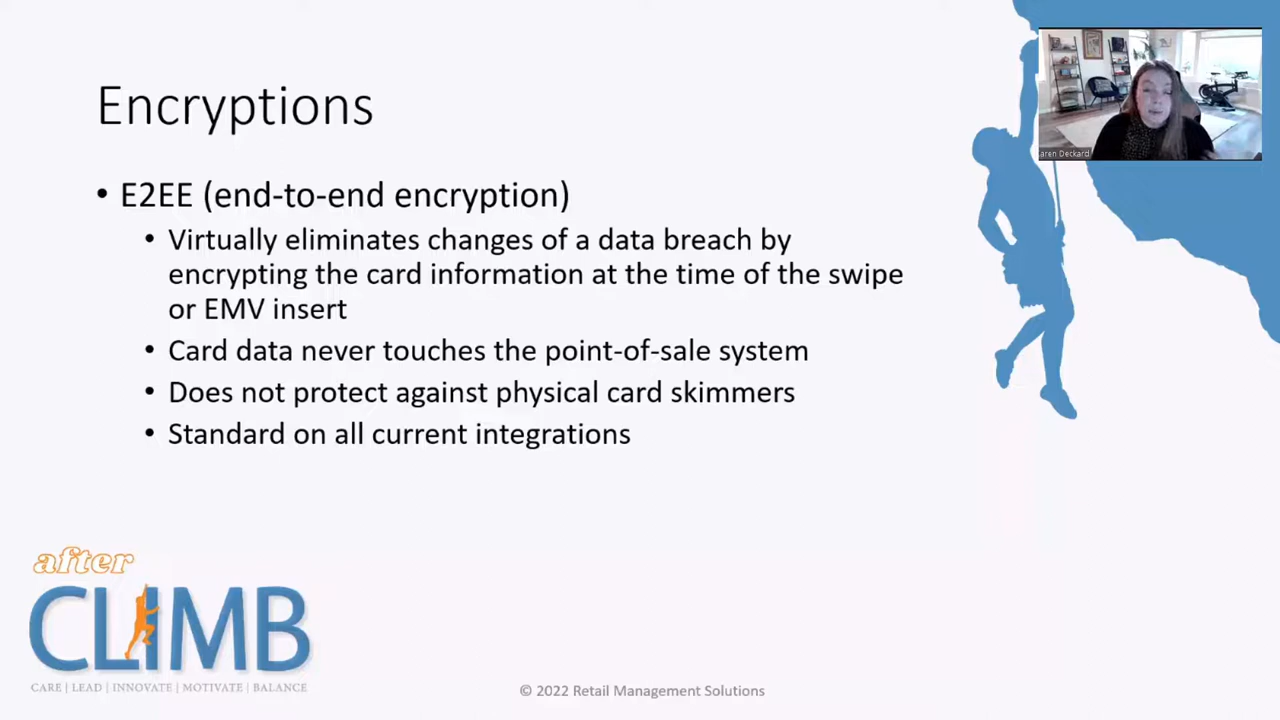 Encryptions
• E2EE (end-to-end encryption)
• Virtually eliminates changes of a data breach by
encrypting the card information at the time of the swipe
or EMV insert
• Card data never touches the point-of-sale system
• Does not protect against physical card skimmers
• Standard on all current integrations
aren Deckard
after
CLIMB
CARE | LEAD | INNOVATE | MOTIVATE | BALANCE
© 2022 Retail Management Solutions